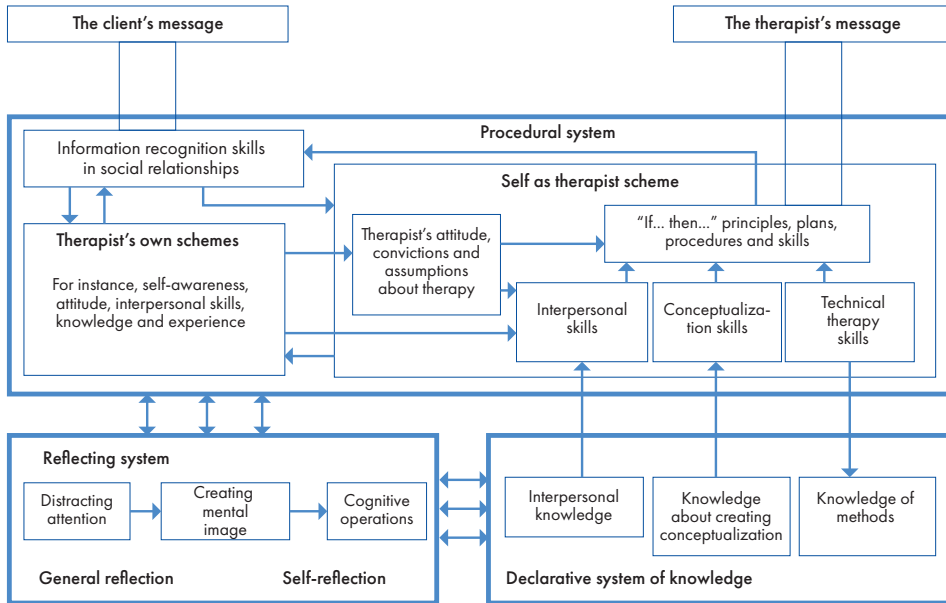 The client's message
The therapist's message
Procedural system
Information recognition skills
in social relationships
Self as therapist scheme
Therapist's own schemes
For instance, self-awareness,
attitude, interpersonal skills,
knowledge and experience
Therapist's attitude,
convictions and
assumptions
about therapy
“If... then...” principles, plans,
procedures and skills
Interpersonal
skills
Conceptualiza-
tion skills
Technical
therapy
skills
Reflecting system
Distracting
attention
Creating
mental
image
Cognitive
operations
General reflection
Self-reflection
Interpersonal
knowledge
Knowledge
about creating
conceptualization
Knowledge of
methods
Declarative system of knowledge